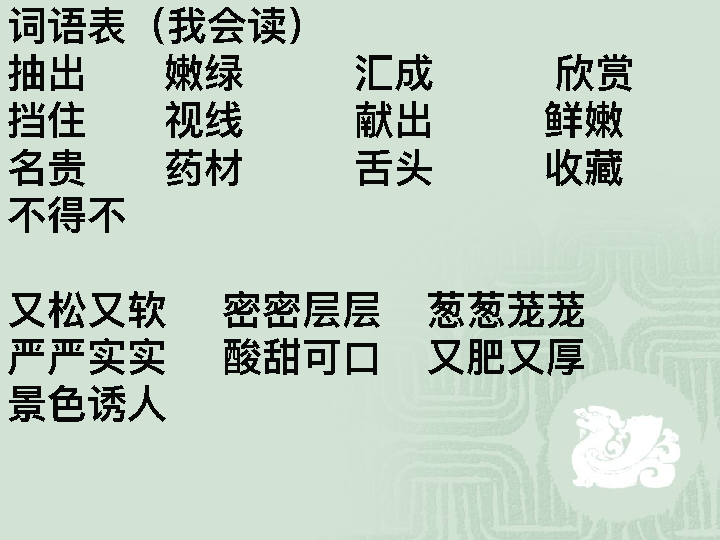 词语表（我会读）
抽出 嫩绿 汇成 欣赏
挡住 视线 献出 鲜嫩
名贵 药材 舌头 收藏
不得不
又松又软 密密层层 葱葱茏茏
严严实实 酸甜可口 又肥又厚
景色诱人